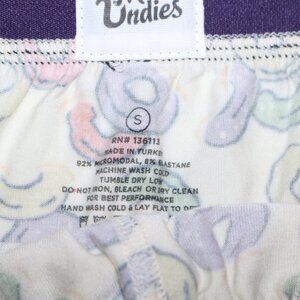 Undies
S
RN# 136113
MADE IN TURKEY
92% MICROMODAL, 8% ELASTANE
MACHINE WASH COLD
TUMBLE DRY LOW
DO NOT IRON, BLEACH OR DRY CLEAN
FOR BEST PERFORMANCE
HAND WASH COLD & LAY FLAT TO